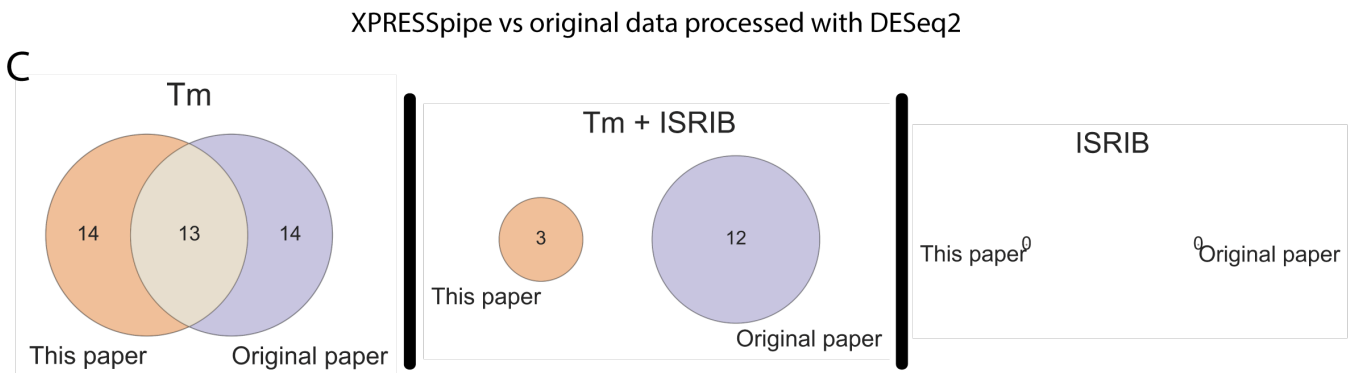 XPRESSpipe vs original data processed with DESeq2
C
Tm
14
13
14
This paper
Original paper
Tm + ISRIB
3
12
This paper
Original paper
ISRIB
0
0
This paper
Original paper